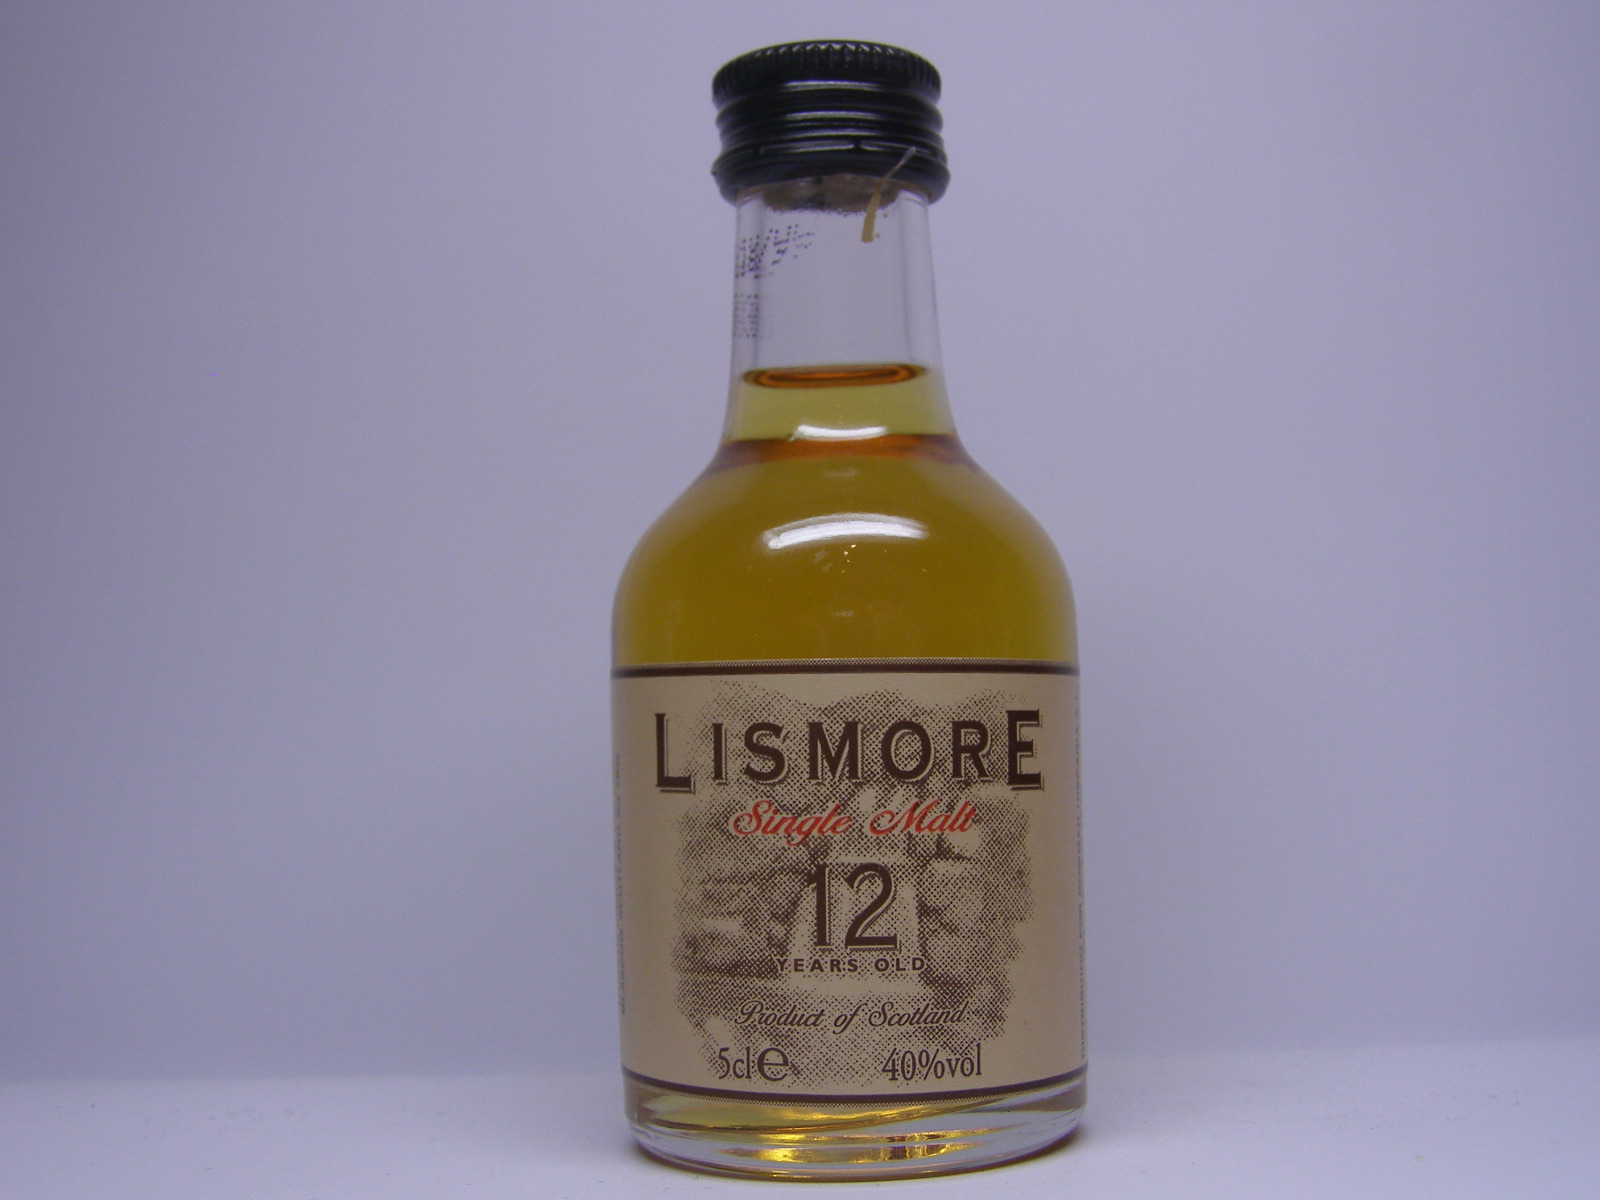 LISMORE
Single Malt
12
YEARS OLD
Product of Scotland
5cl e 40%vol